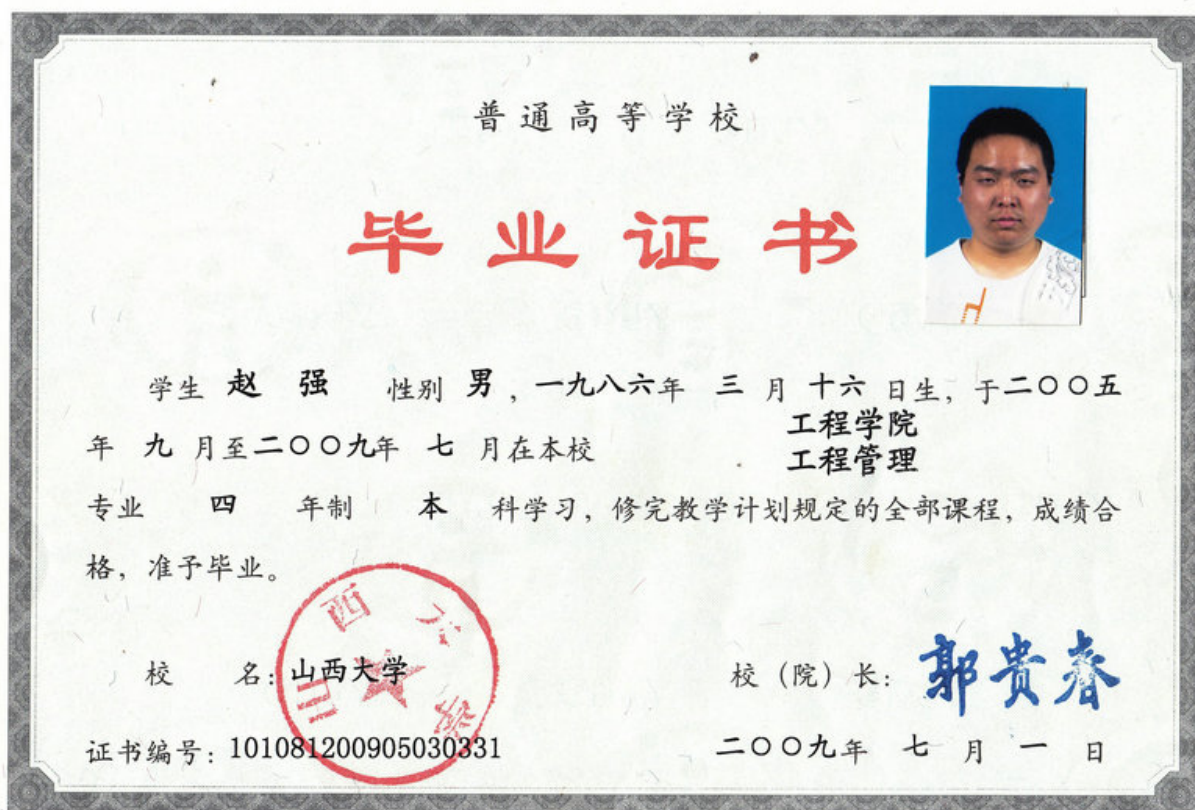 普通高等学校
毕业证书
学生 赵 强 性别 男，一九八六年 三 月 十六 日生，于二〇〇五
年 九 月至二〇〇九年 七 月在本校 工程学院
工程管理
专业 四 年制 本 科学习，修完教学计划规定的全部课程，成绩合
格，准予毕业。
山西大学
校 名：山西大学 校（院）长：郭贵春
证书编号：101081200905030331 二〇〇九年 七 月 一 日